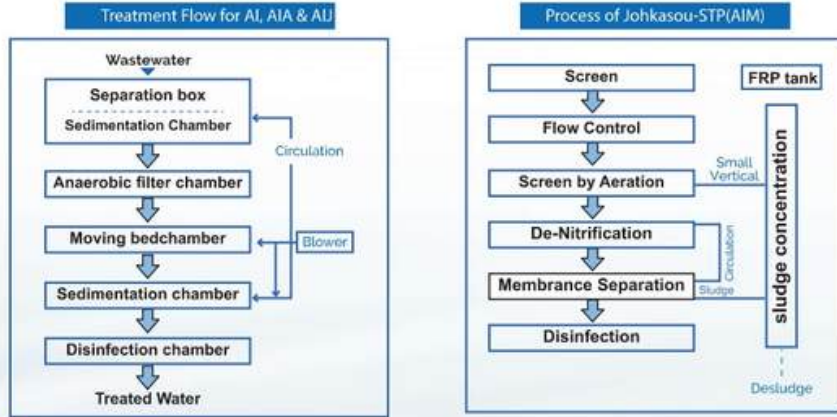 Treatment Flow for AI, AIA & AIJ
Wastewater
Separation box
Sedimentation Chamber
Circulation
Anaerobic filter chamber
Moving bedchamber
Blower
Sedimentation chamber
Disinfection chamber
Treated Water
Process of Johkasou-STP(AIM)
Screen
FRP tank
Flow Control
Small
Vertical
Screen by Aeration
De-Nitrification
Circulation
Membrance Separation
Sludge
Disinfection
sludge concentration
Desludge